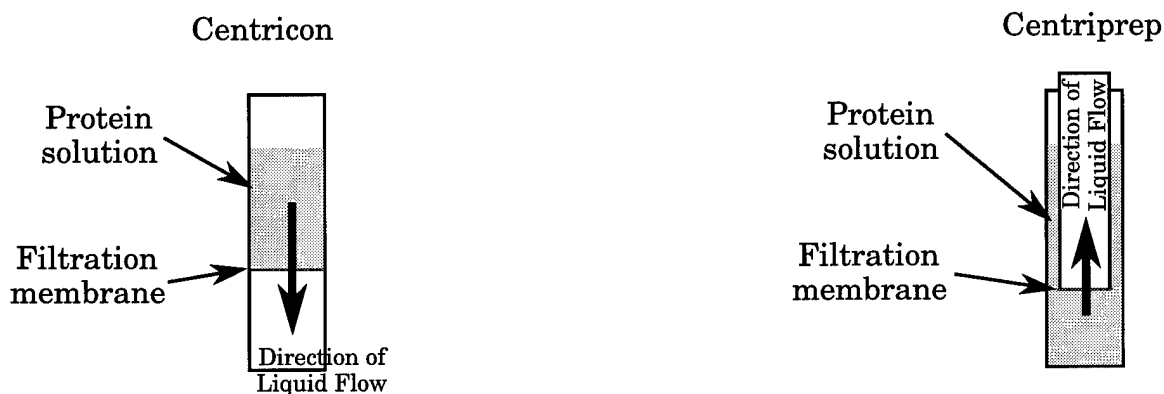 Centricon
Protein
solution
Filtration
membrane
Direction of
Liquid Flow
Centriprep
Protein
solution
Filtration
membrane
Direction of
Liquid Flow